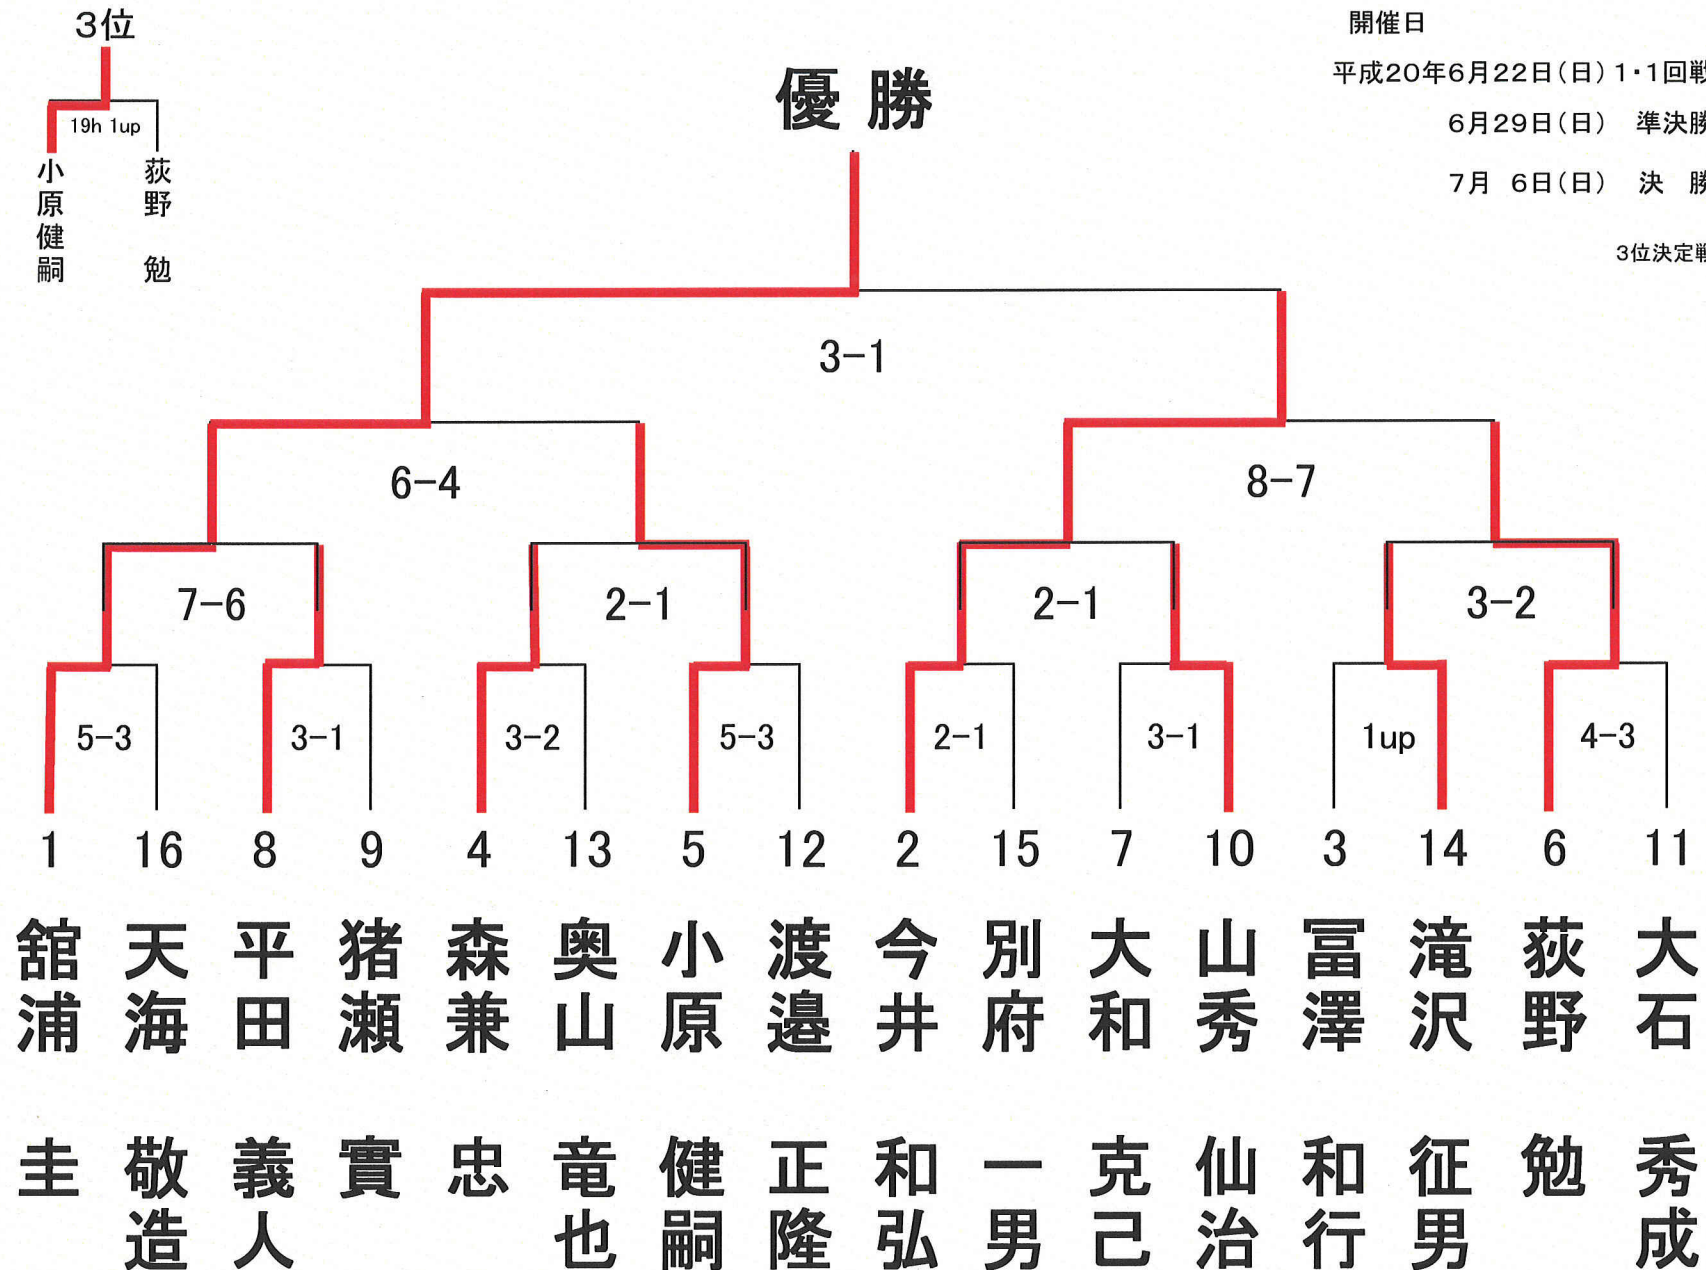 3位
19h 1up
小原健嗣
荻野 勉
優勝
開催日
平成20年6月22日(日) 1・1回戦
6月29日(日) 準決勝
7月 6日(日) 決 勝
3位決定戦
3-1
6-4
8-7
7-6
2-1
2-1
3-2
5-3
3-1
3-2
5-3
2-1
3-1
1up
4-3
1
16
8
9
4
13
5
12
2
15
7
10
3
14
6
11
舘浦 圭
天海 敬造
平田 義人
猪瀬 實
森兼 忠
奥山 竜也
小原 健嗣
渡邉 正隆
今井 和弘
別府 一男
大和 克己
山秀 仙治
冨澤 和行
滝沢 征男
荻野 勉
大石 秀成